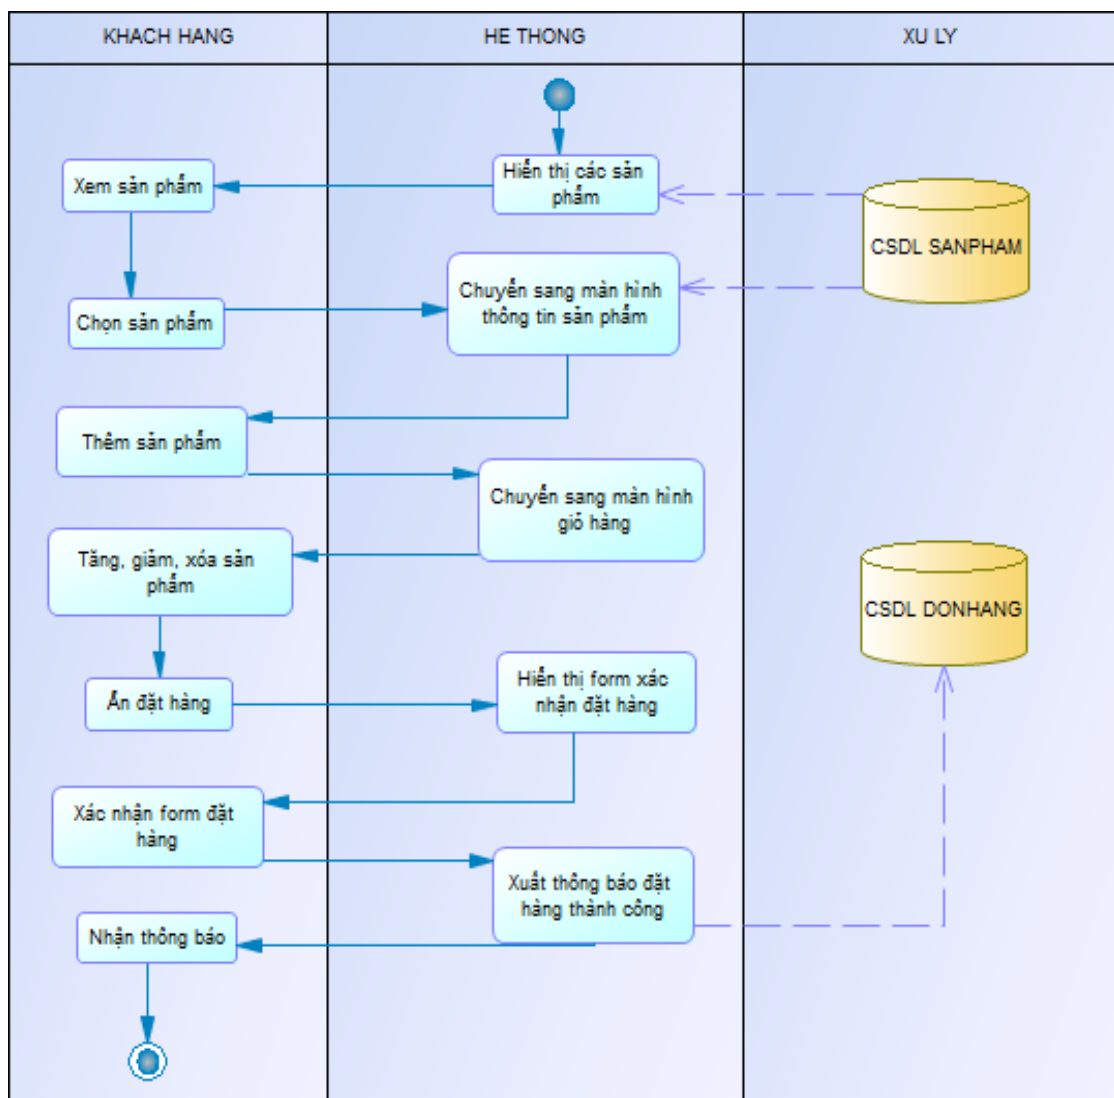 KHACH HANG
HE THONG
XU LY
Hiển thị các sản
phẩm
Xem sản phẩm
CSDL SANPHAM
Chuyển sang màn hình
thông tin sản phẩm
Chọn sản phẩm
Thêm sản phẩm
Chuyển sang màn hình
giỏ hàng
Tăng, giảm, xóa sản
phẩm
CSDL DONHANG
Hiển thị form xác
nhận đặt hàng
Ấn đặt hàng
Xác nhận form đặt
hàng
Xuất thông báo đặt
hàng thành công
Nhận thông báo